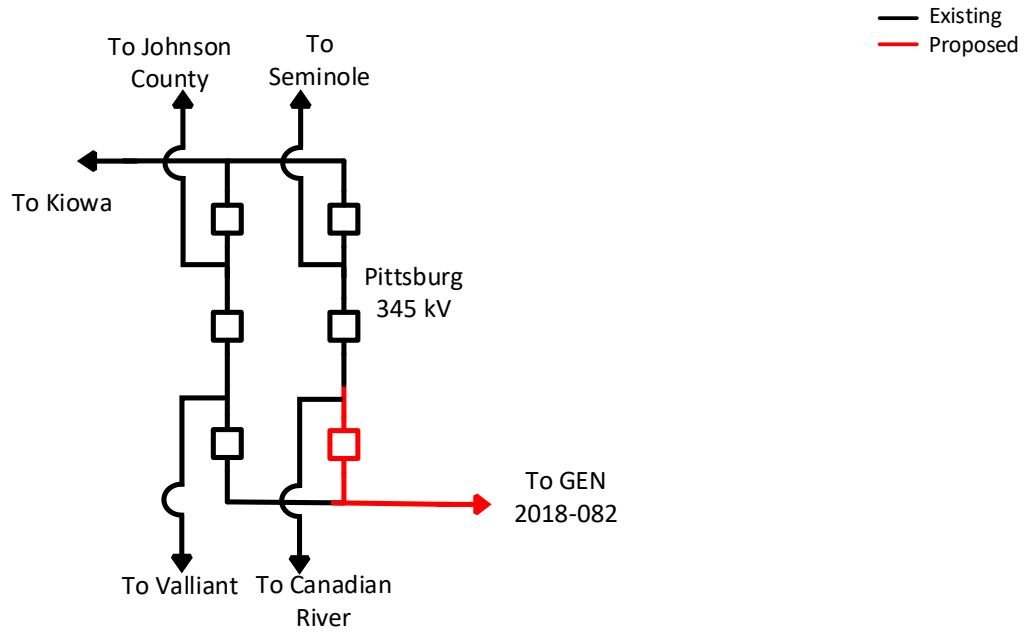 Existing
Proposed
To Johnson
County
To
Seminole
To Kiowa
Pittsburg
345 kV
To GEN
2018-082
To Valliant
To Canadian
River